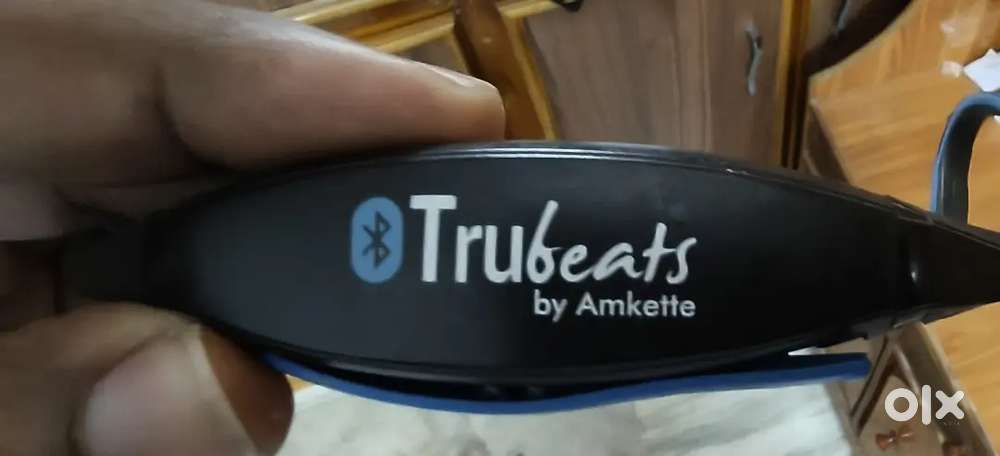 Trubeats
by Amkette
olx